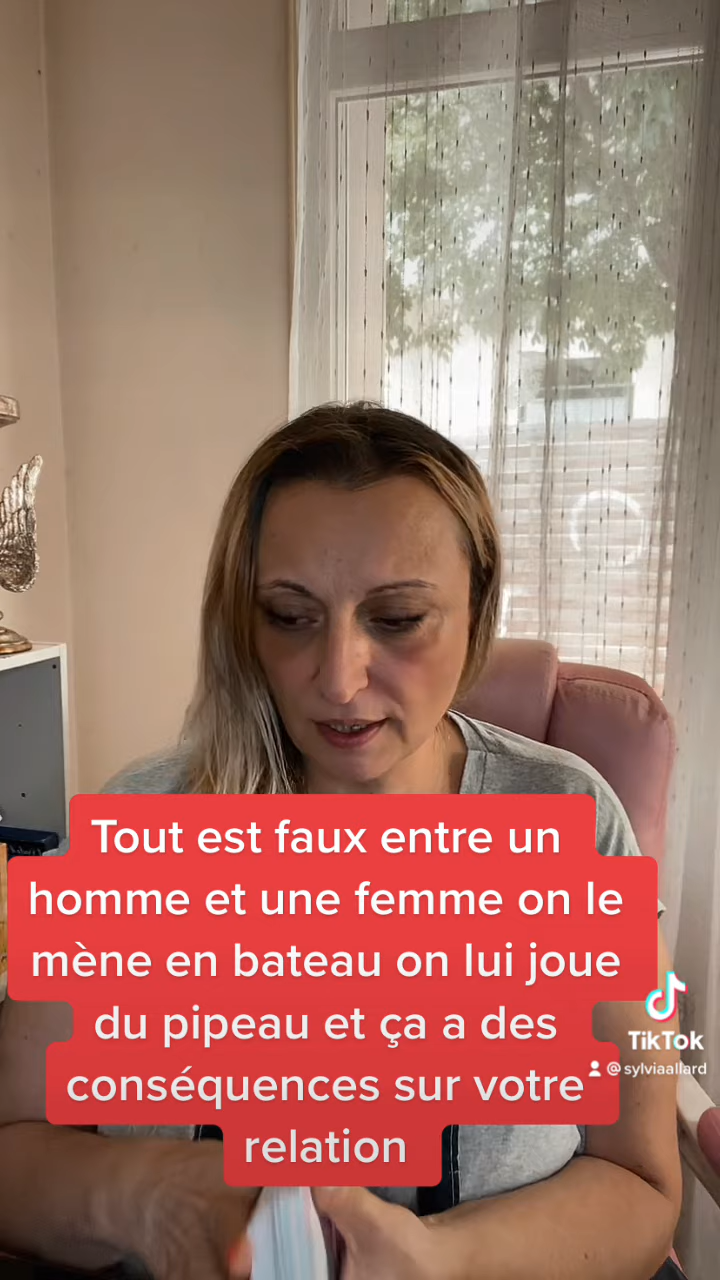 Tout est faux entre un
homme et une femme on le
mène en bateau on lui joue
du pipeau et ça a des
conséquences sur votre
relation
TikTok
@sylviaallard